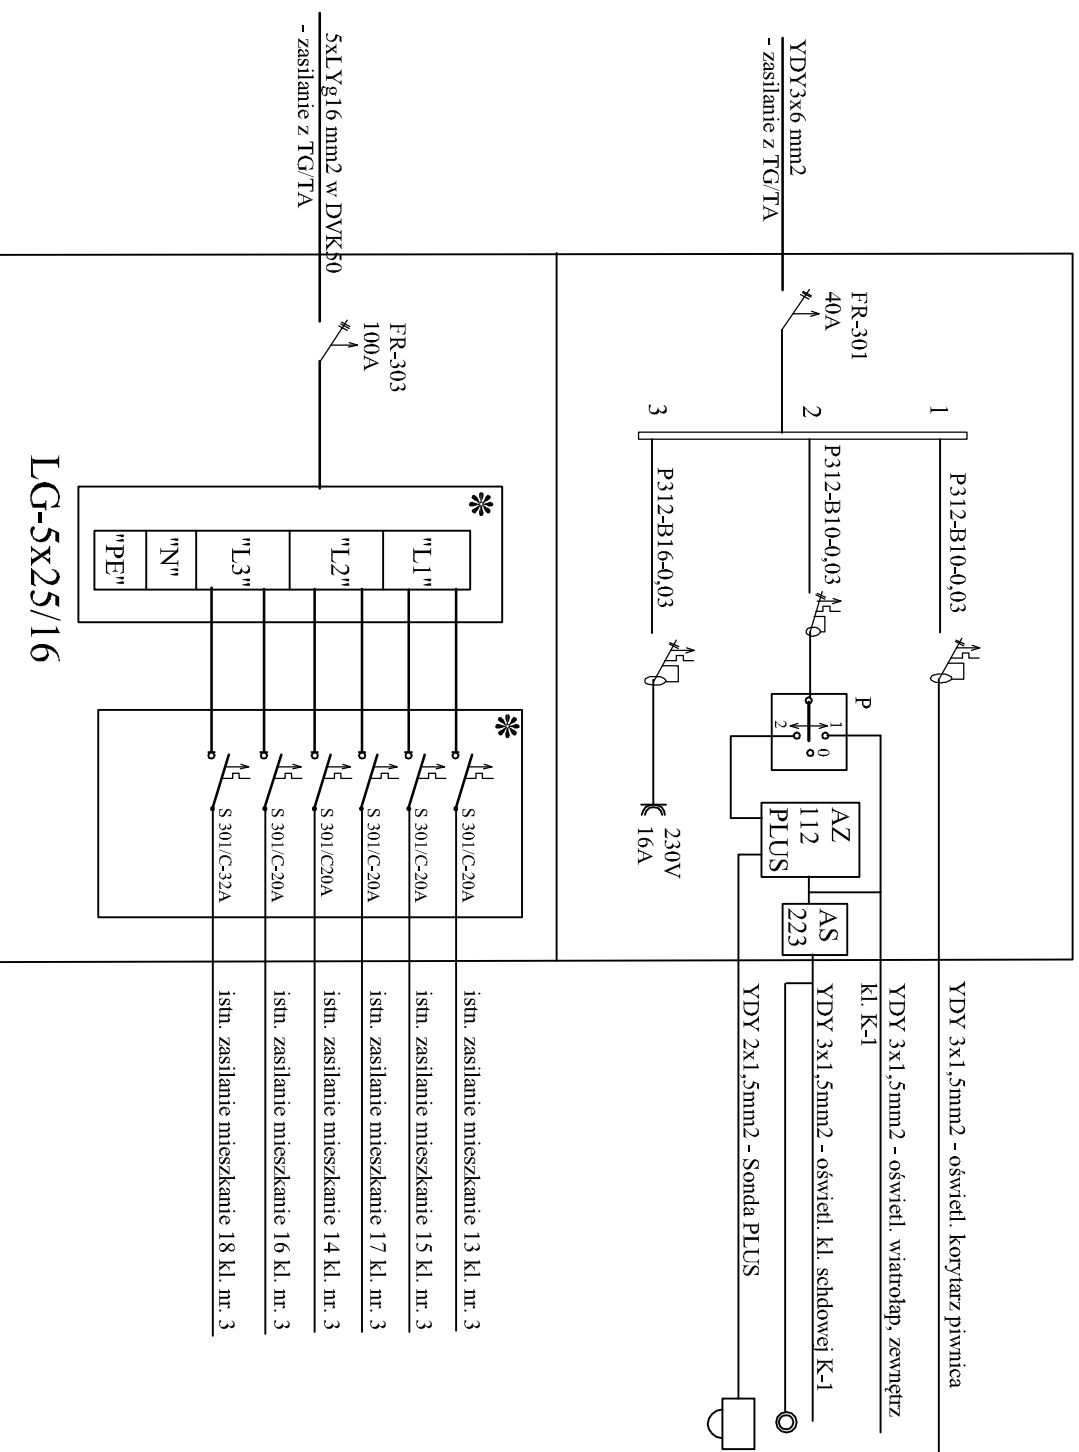 YDY3x6 mm2
- zasilanie z TG/TA
FR-301
40A
1
2
3
P312-B10-0,03
P312-B10-0,03
P312-B16-0,03
P
1
2
0
AZ
112
PLUS
AS
223
230V
16A
YDY 3x1,5mm2 - oświetl. korytarz piwnica
YDY 3x1,5mm2 - oświetl. wiatrołap, zewnętrz
kl. K-1
YDY 3x1,5mm2 - oświetl. kl. schdowej K-1
YDY 2x1,5mm2 - Sonda PLUS
5xLYg16 mm2 w DVK50
- zasilanie z TG/TA
FR-303
100A
"L1"
"L2"
"L3"
"N"
"PE"
LG-5x25/16
S 301/C-20A
S 301/C-20A
S 301/C-20A
S 301/C20A
S 301/C-20A
S 301/C-32A
istn. zasilanie mieszkanie 13 kl. nr. 3
istn. zasilanie mieszkanie 15 kl. nr. 3
istn. zasilanie mieszkanie 17 kl. nr. 3
istn. zasilanie mieszkanie 14 kl. nr. 3
istn. zasilanie mieszkanie 16 kl. nr. 3
istn. zasilanie mieszkanie 18 kl. nr. 3